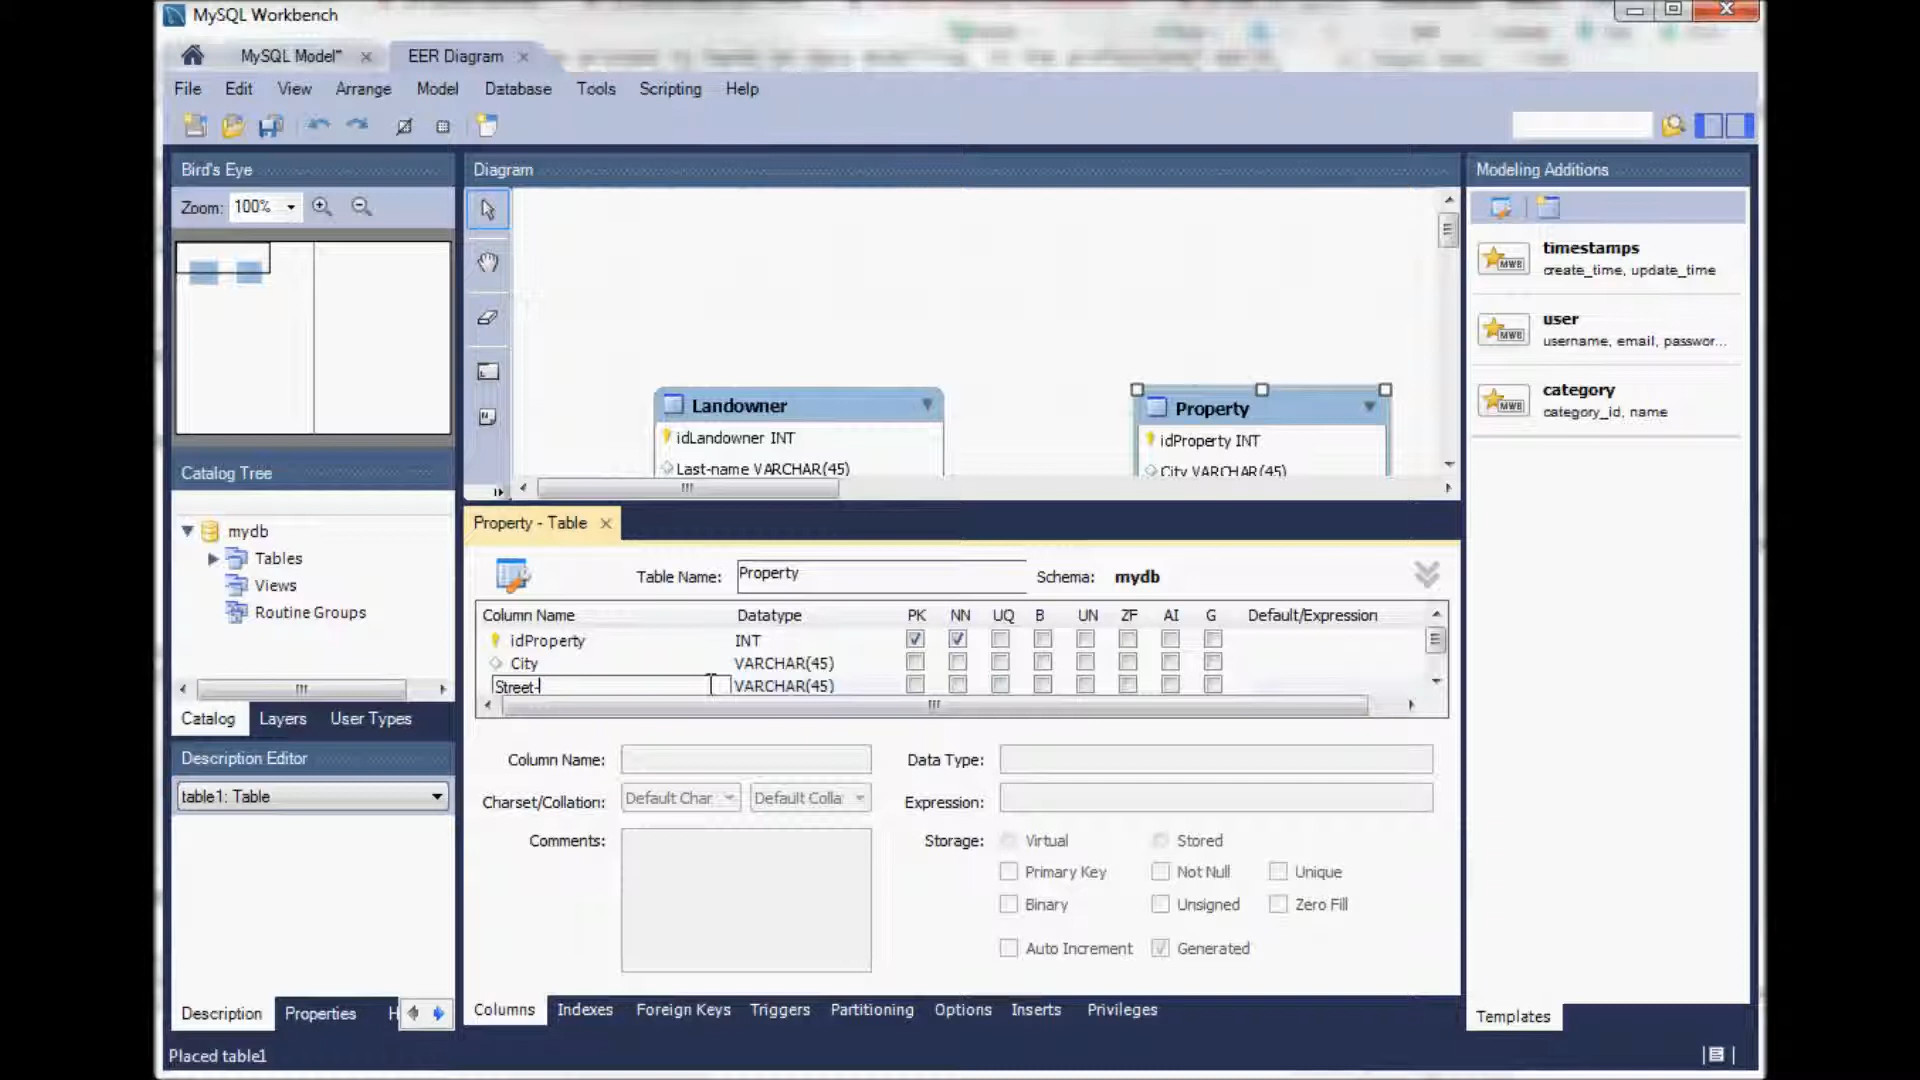 MySQL Workbench
MySQL Model*
EER Diagram
File Edit View Arrange Model Database Tools Scripting Help
Bird's Eye
Zoom: 100%
Diagram
Modeling Additions
timestamps
create_time, update_time
user
username, email, passwor...
category
category_id, name
Landowner
idLandowner INT
Last-name VARCHAR(45)
Property
idProperty INT
City VARCHAR(45)
Catalog Tree
mydb
Tables
Views
Routine Groups
Catalog Layers User Types
Description Editor
table1: Table
Property - Table
Table Name: Property Schema: mydb
Column Name Datatype PK NN UQ B UN ZF AI G Default/Expression
idProperty INT
City VARCHAR(45)
Street- VARCHAR(45)
Column Name: Data Type:
Charset/Collation: Default Char Default Colla Expression:
Comments: Storage: Virtual Stored
Primary Key Not Null Unique
Binary Unsigned Zero Fill
Auto Increment Generated
Description Properties H
Columns Indexes Foreign Keys Triggers Partitioning Options Inserts Privileges
Templates
Placed table1